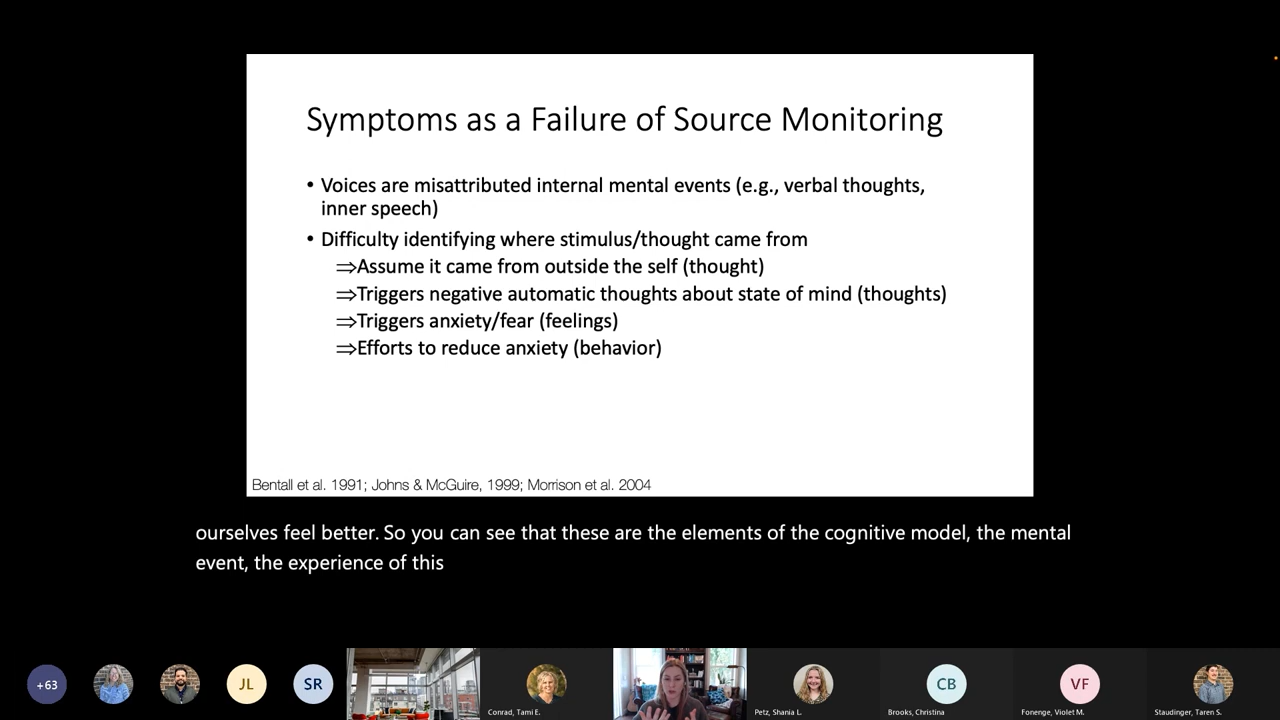 Symptoms as a Failure of Source Monitoring
• Voices are misattributed internal mental events (e.g., verbal thoughts,
inner speech)
• Difficulty identifying where stimulus/thought came from
⇒Assume it came from outside the self (thought)
⇒Triggers negative automatic thoughts about state of mind (thoughts)
⇒Triggers anxiety/fear (feelings)
⇒Efforts to reduce anxiety (behavior)
Bentall et al. 1991; Johns & McGuire, 1999; Morrison et al. 2004
ourselves feel better. So you can see that these are the elements of the cognitive model, the mental
event, the experience of this
+63
JL
SR
CB
VF
Conrad, Tami E.
Petz, Shania L.
Brooks, Christina
Fonenge, Violet M.
Staudinger, Taren S.